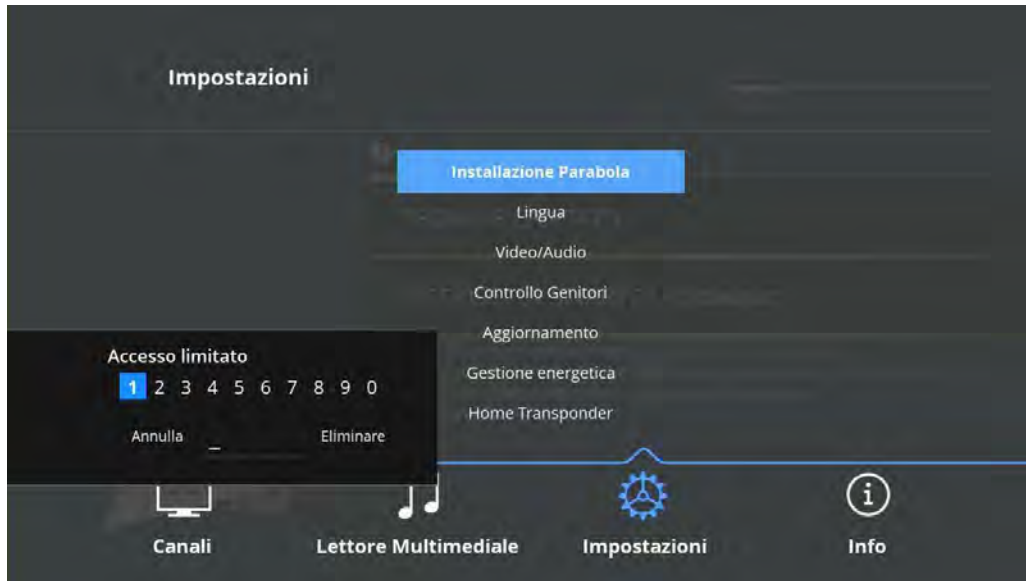 Impostazioni
Installazione Parabola
Lingua
Video/Audio
Controllo Genitori
Aggiornamento
Gestione energetica
Home Transponder
Accesso limitato
1 2 3 4 5 6 7 8 9 0
Annulla _ Eliminare
Canali Lettore Multimediale Impostazioni Info